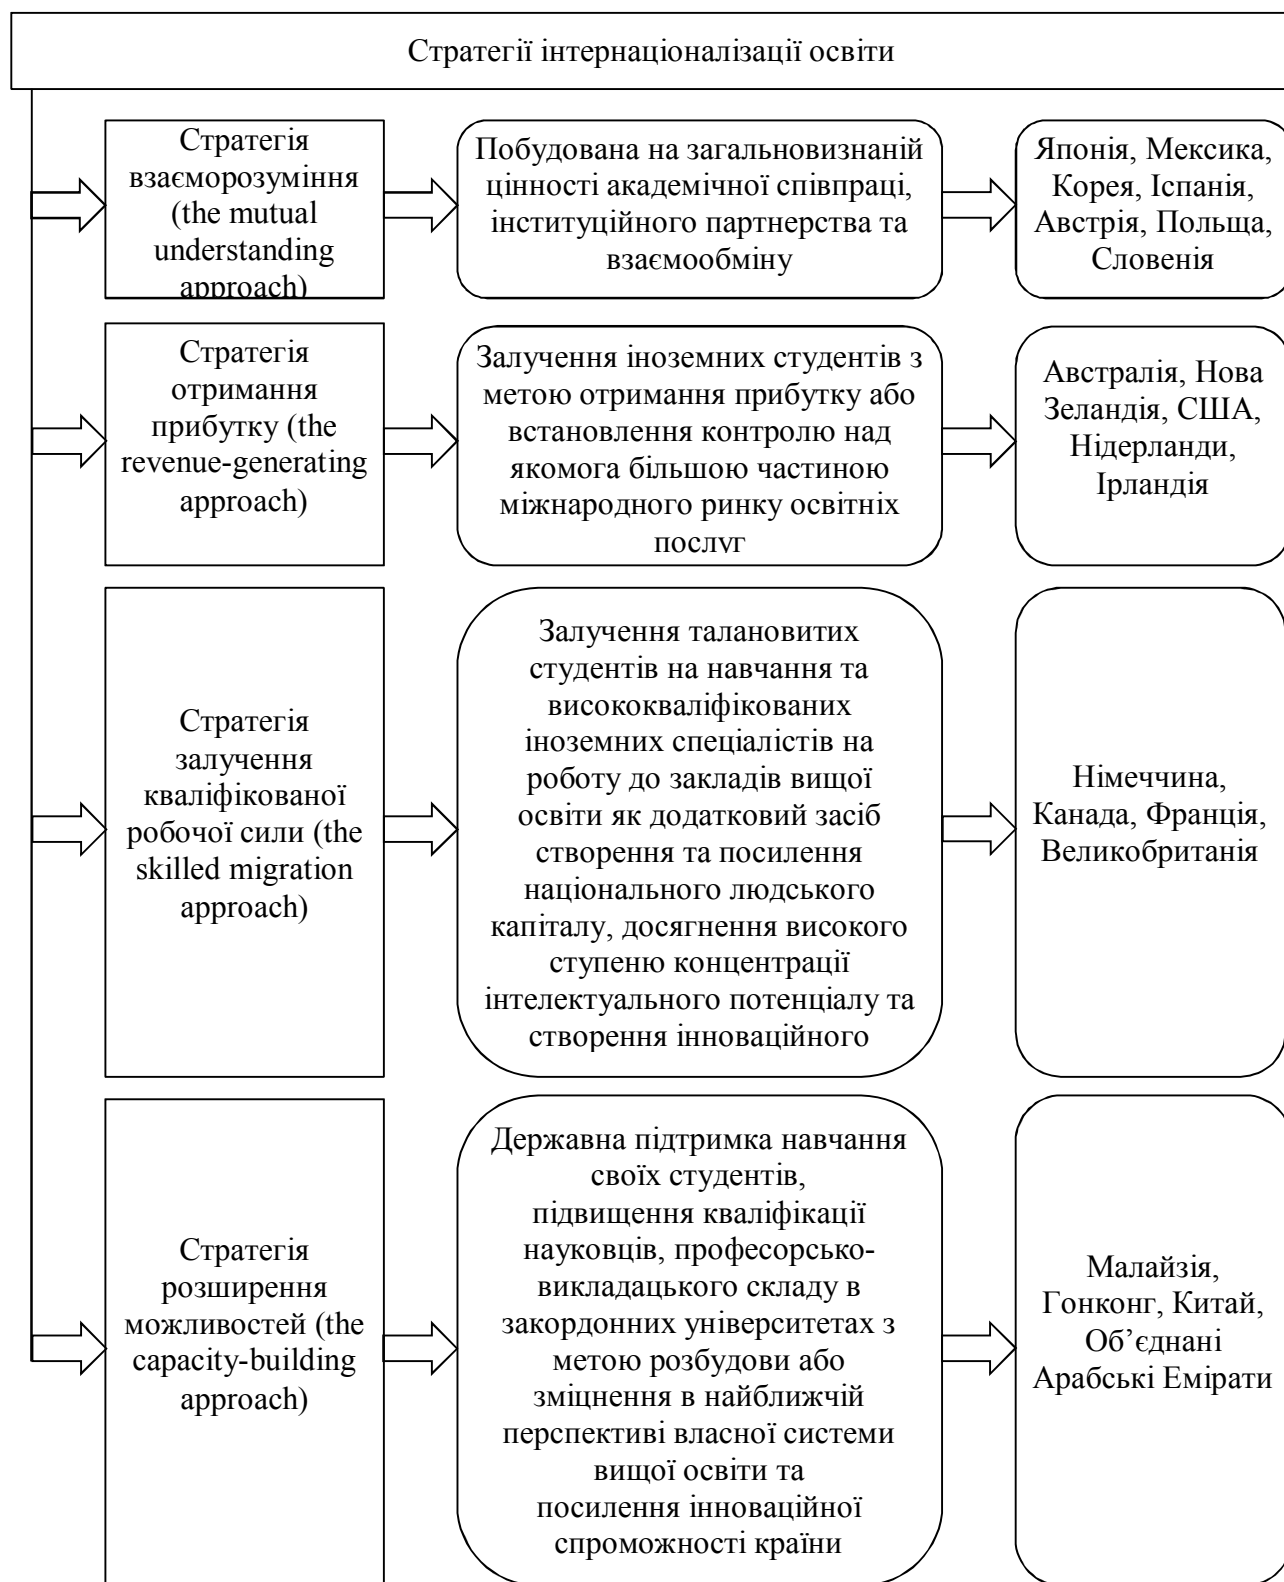 Стратегії інтернаціоналізації освіти
Стратегія
взаєморозуміння
(the mutual
understanding
approach)
Побудована на загальновизнаній
цінності академічної співпраці,
інституційного партнерства та
взаємообміну
Японія, Мексика,
Корея, Іспанія,
Австрія, Польща,
Словенія
Стратегія
отримання
прибутку (the
revenue-generating
approach)
Залучення іноземних студентів з
метою отримання прибутку або
встановлення контролю над
якомога більшою частиною
міжнародного ринку освітніх
послуг
Австралія, Нова
Зеландія, США,
Нідерланди,
Ірландія
Стратегія
залучення
кваліфікованої
робочої сили (the
skilled migration
approach)
Залучення талановитих
студентів на навчання та
висококваліфікованих
іноземних спеціалістів на
роботу до закладів вищої
освіти як додатковий засіб
створення та посилення
національного людського
капіталу, досягнення високого
ступеню концентрації
інтелектуального потенціалу та
створення інноваційного
Німеччина,
Канада, Франція,
Великобританія
Стратегія
розширення
можливостей (the
capacity-building
approach)
Державна підтримка навчання
своїх студентів,
підвищення кваліфікації
науковців, професорсько-
викладацького складу в
закордонних університетах з
метою розбудови або
зміцнення в найближчій
перспективі власної системи
вищої освіти та
посилення інноваційної
спроможності країни
Малайзія,
Гонконг, Китай,
Об’єднані
Арабські Емірати